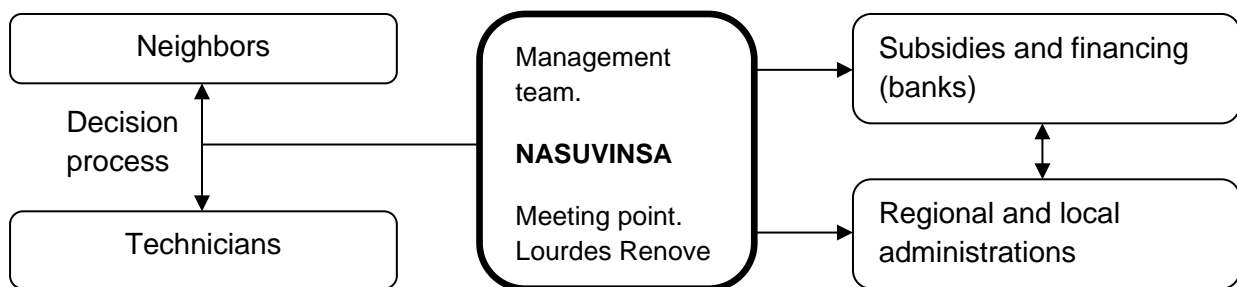 Neighbors
Decision
process
Technicians
Management
team.
NASUVINSA
Meeting point.
Lourdes Renove
Subsidies and financing
(banks)
Regional and local
administrations